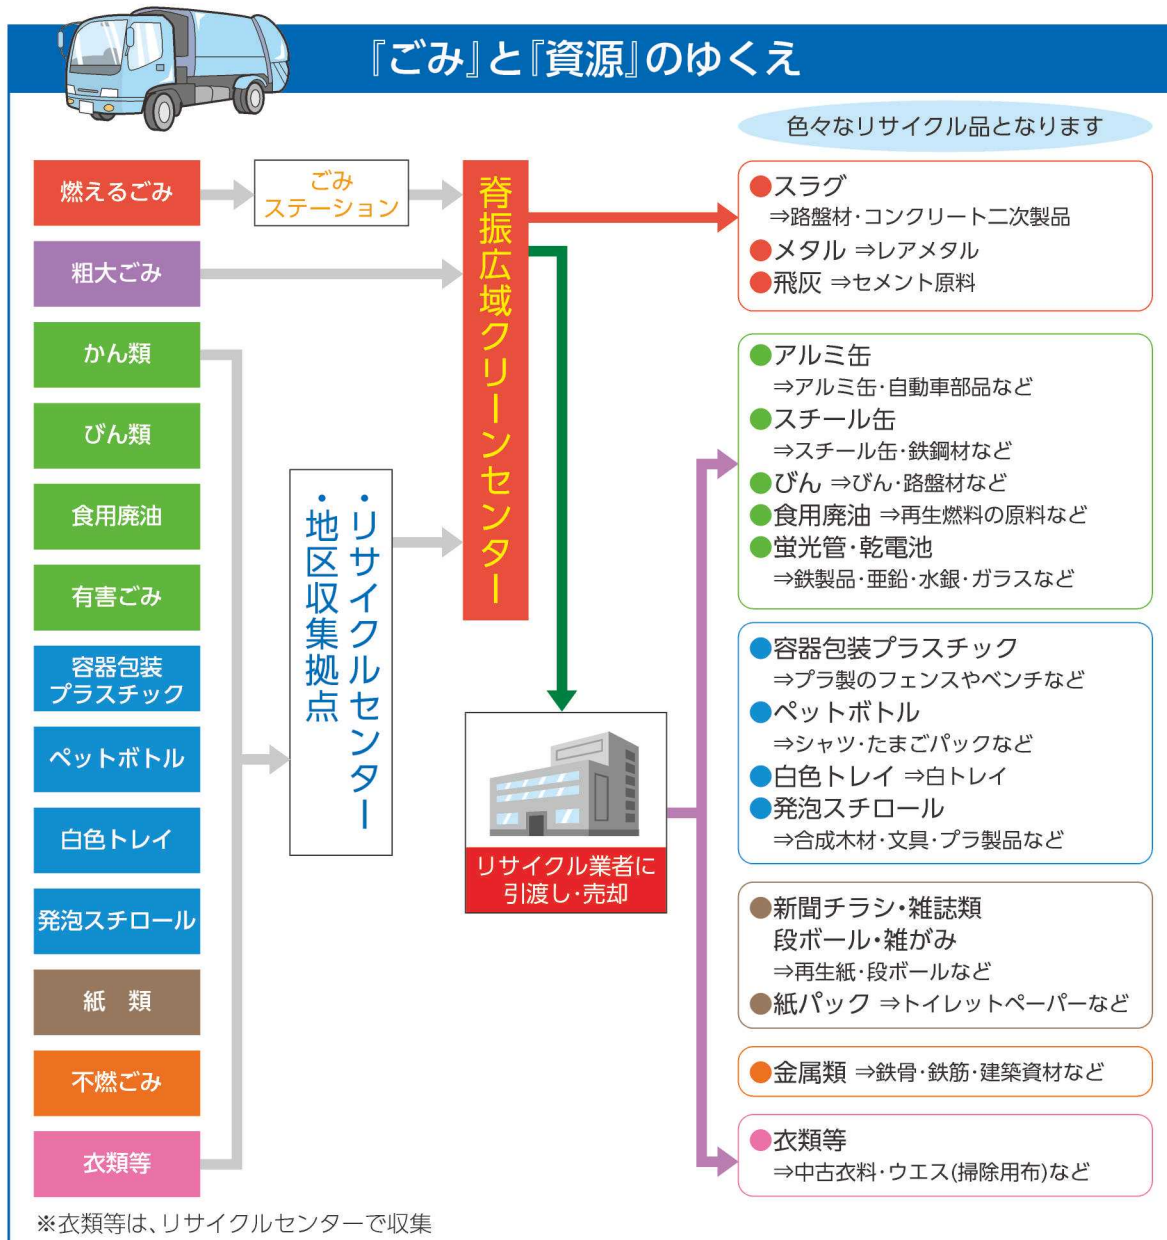 『ごみ』と『資源』のゆくえ
色々なリサイクル品となります
燃えるごみ
粗大ごみ
かん類
びん類
食用廃油
有害ごみ
容器包装
プラスチック
ペットボトル
白色トレイ
発泡スチロール
紙　類
不燃ごみ
衣類等
※衣類等は、リサイクルセンターで収集
ごみ
ステーション
・リサイクルセンター
・地区収集拠点
脊振広域クリーンセンター
リサイクル業者に
引渡し・売却
●スラグ
⇒路盤材・コンクリート二次製品
●メタル ⇒レアメタル
●飛灰 ⇒セメント原料
●アルミ缶
⇒アルミ缶・自動車部品など
●スチール缶
⇒スチール缶・鉄鋼材など
●びん ⇒びん・路盤材など
●食用廃油 ⇒再生燃料の原料など
●蛍光管・乾電池
⇒鉄製品・亜鉛・水銀・ガラスなど
●容器包装プラスチック
⇒プラ製のフェンスやベンチなど
●ペットボトル
⇒シャツ・たまごパックなど
●白色トレイ ⇒白トレイ
●発泡スチロール
⇒合成木材・文具・プラ製品など
●新聞チラシ・雑誌類
段ボール・雑がみ
⇒再生紙・段ボールなど
●紙パック ⇒トイレットペーパーなど
●金属類 ⇒鉄骨・鉄筋・建築資材など
●衣類等
⇒中古衣料・ウエス(掃除用布)など